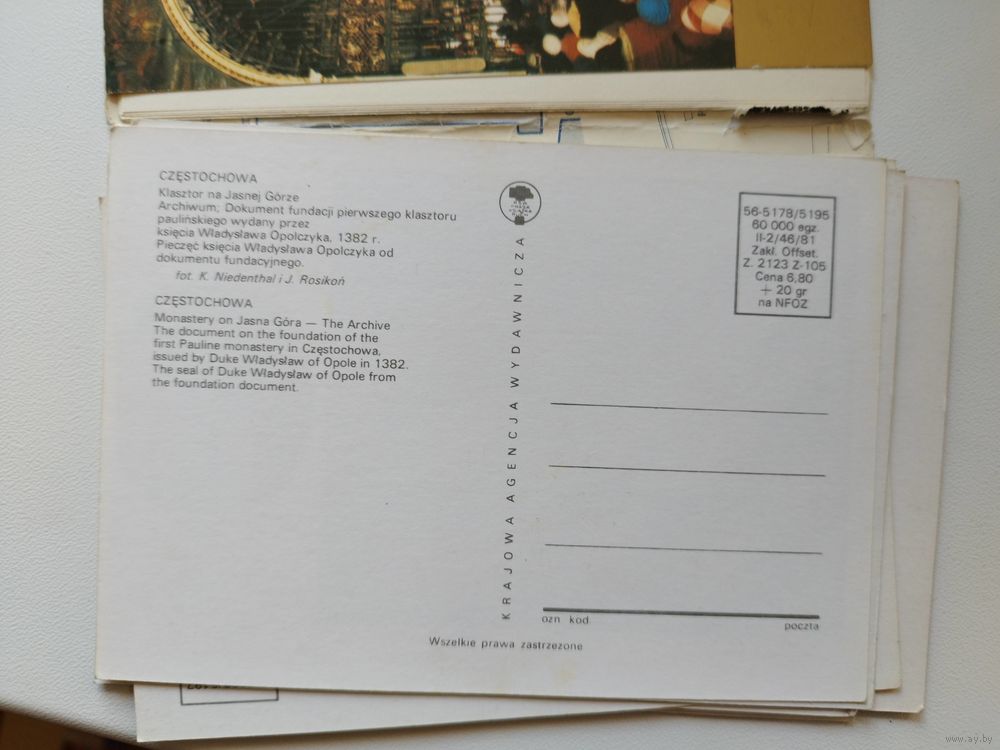 CZĘSTOCHOWA
Klasztor na Jasnej Górze
Archiwum; Dokument fundacji pierwszego klasztoru
paulińskiego wydany przez
księcia Władysława Opolczyka, 1382 r.
Pieczęć księcia Władysława Opolczyka od
dokumentu fundacyjnego.
fot. K. Niedenthal i J. Rosikoń
CZĘSTOCHOWA
Monastery on Jasna Góra — The Archive
The document on the foundation of the
first Pauline monastery in Częstochowa,
issued by Duke Władysław of Opole in 1382.
The seal of Duke Władysław of Opole from
the foundation document.
KRAJOWA AGENCJA WYDAWNICZA
56-5178/5195
60 000 egz.
II-2/46/81
Zakł. Offset.
Z. 2123 Z-105
Cena 6,80
+ 20 gr
na NFOZ
ozn kod
poczta
Wszelkie prawa zastrzeżone
www.ay.by